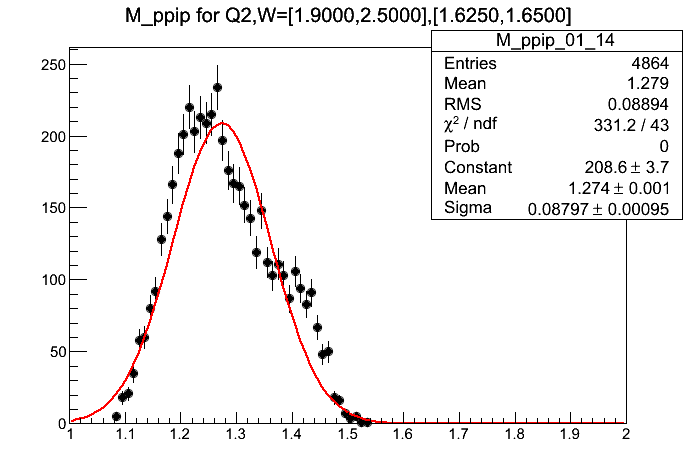 M_ppip for Q2,W=[1.9000,2.5000],[1.6250,1.6500]
M_ppip_01_14
Entries 4864
Mean 1.279
RMS 0.08894
χ² / ndf 331.2 / 43
Prob 0
Constant 208.6 ± 3.7
Mean 1.274 ± 0.001
Sigma 0.08797 ± 0.00095
250
200
150
100
50
0
1 1.1 1.2 1.3 1.4 1.5 1.6 1.7 1.8 1.9 2